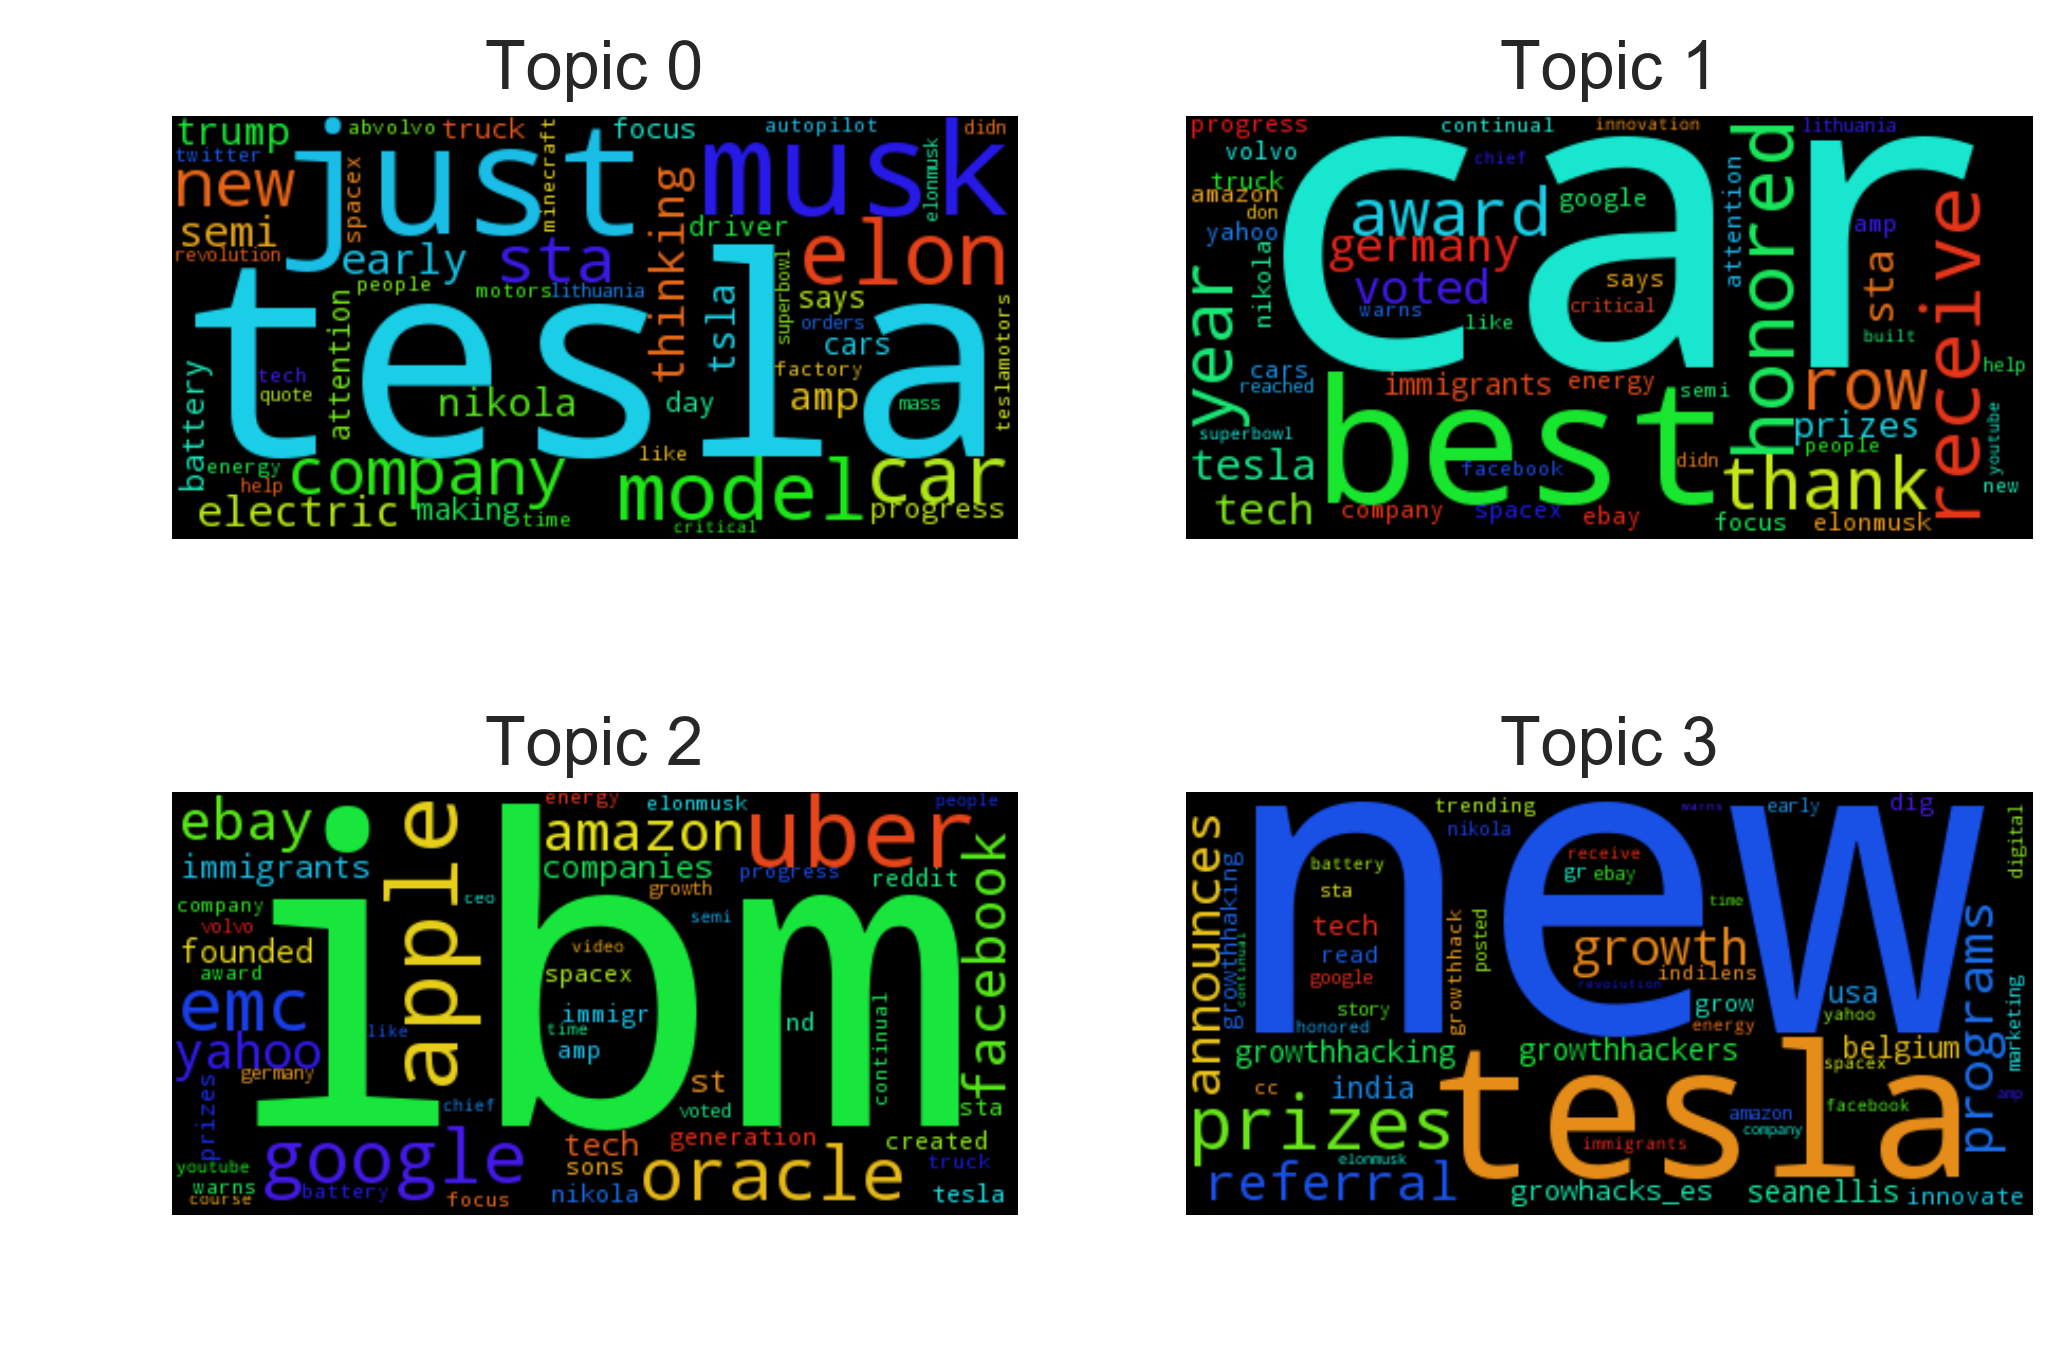 Topic 0
trump
abvolvo
truck
focus
autopilot
didn
twitter
just
minecraft
musk
elonmusk
new
spacex
thinking
driver
semi
sta
elon
revolution
early
superbowl
people
motors
lithuania
tsla
says
tesla
attention
orders
teslamotors
cars
battery
tech
factory
quote
nikola
day
amp
mass
like
car
energy
company
help
model
electric
making
time
progress
critical
Topic 1
progress
continual
innovation
lithuania
volvo
chief
car
honored
truck
attention
amazon
award
google
receive
don
yahoo
germany
amp
nikola
year
voted
says
sta
warns
critical
like
built
cars
reached
immigrants
energy
semi
row
help
best
prizes
superbowl
people
youtube
tesla
facebook
didn
thank
new
tech
company
spacex
ebay
focus
elonmusk
Topic 2
energy
elonmusk
people
ebay
apple
amazon
uber
immigrants
companies
facebook
progress
reddit
growth
company
ceo
semi
ibm
volvo
founded
video
award
spacex
emc
immigr
nd
continual
like
time
yahoo
amp
germany
st
prizes
chief
voted
sta
google
tech
generation
created
youtube
sons
oracle
truck
warns
battery
course
focus
nikola
tesla
Topic 3
announces
trending
warns
early
dig
new
nikola
digital
growthhaking
battery
receive
gr
ebay
sta
time
tech
growthhack
posted
programs
continual
read
growth
google
indilens
revolution
usa
marketing
story
grow
yahoo
honored
energy
growthhacking
growthhackers
belgium
spacex
cc
india
tesla
amp
prizes
amazon
facebook
company
immigrants
elonmusk
referral
growhacks_es
seanellis
innovate